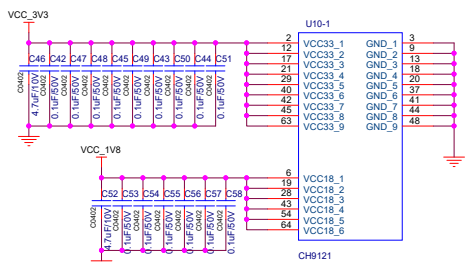 VCC_3V3
U10-1
C46 C42 C47 C48 C45 C49 C43 C50 C44 C51
C0402 C0402 C0402 C0402 C0402 C0402 C0402 C0402 C0402
4.7uF/10V 0.1uF/50V 0.1uF/50V 0.1uF/50V 0.1uF/50V 0.1uF/50V 0.1uF/50V 0.1uF/50V 0.1uF/50V
2 VCC33_1 GND_1 3
12 VCC33_2 GND_2 9
17 VCC33_3 GND_3 13
21 VCC33_4 GND_4 18
29 VCC33_5 GND_5 20
40 VCC33_6 GND_6 37
42 VCC33_7 GND_7 41
45 VCC33_8 GND_8 44
63 VCC33_9 GND_9 48
VCC_1V8
C52 C53 C54 C55 C56 C57 C58
C0402 C0402 C0402 C0402 C0402 C0402
4.7uF/10V 0.1uF/50V 0.1uF/50V 0.1uF/50V 0.1uF/50V 0.1uF/50V 0.1uF/50V
6 VCC18_1
19 VCC18_2
28 VCC18_3
43 VCC18_4
54 VCC18_5
64 VCC18_6
CH9121